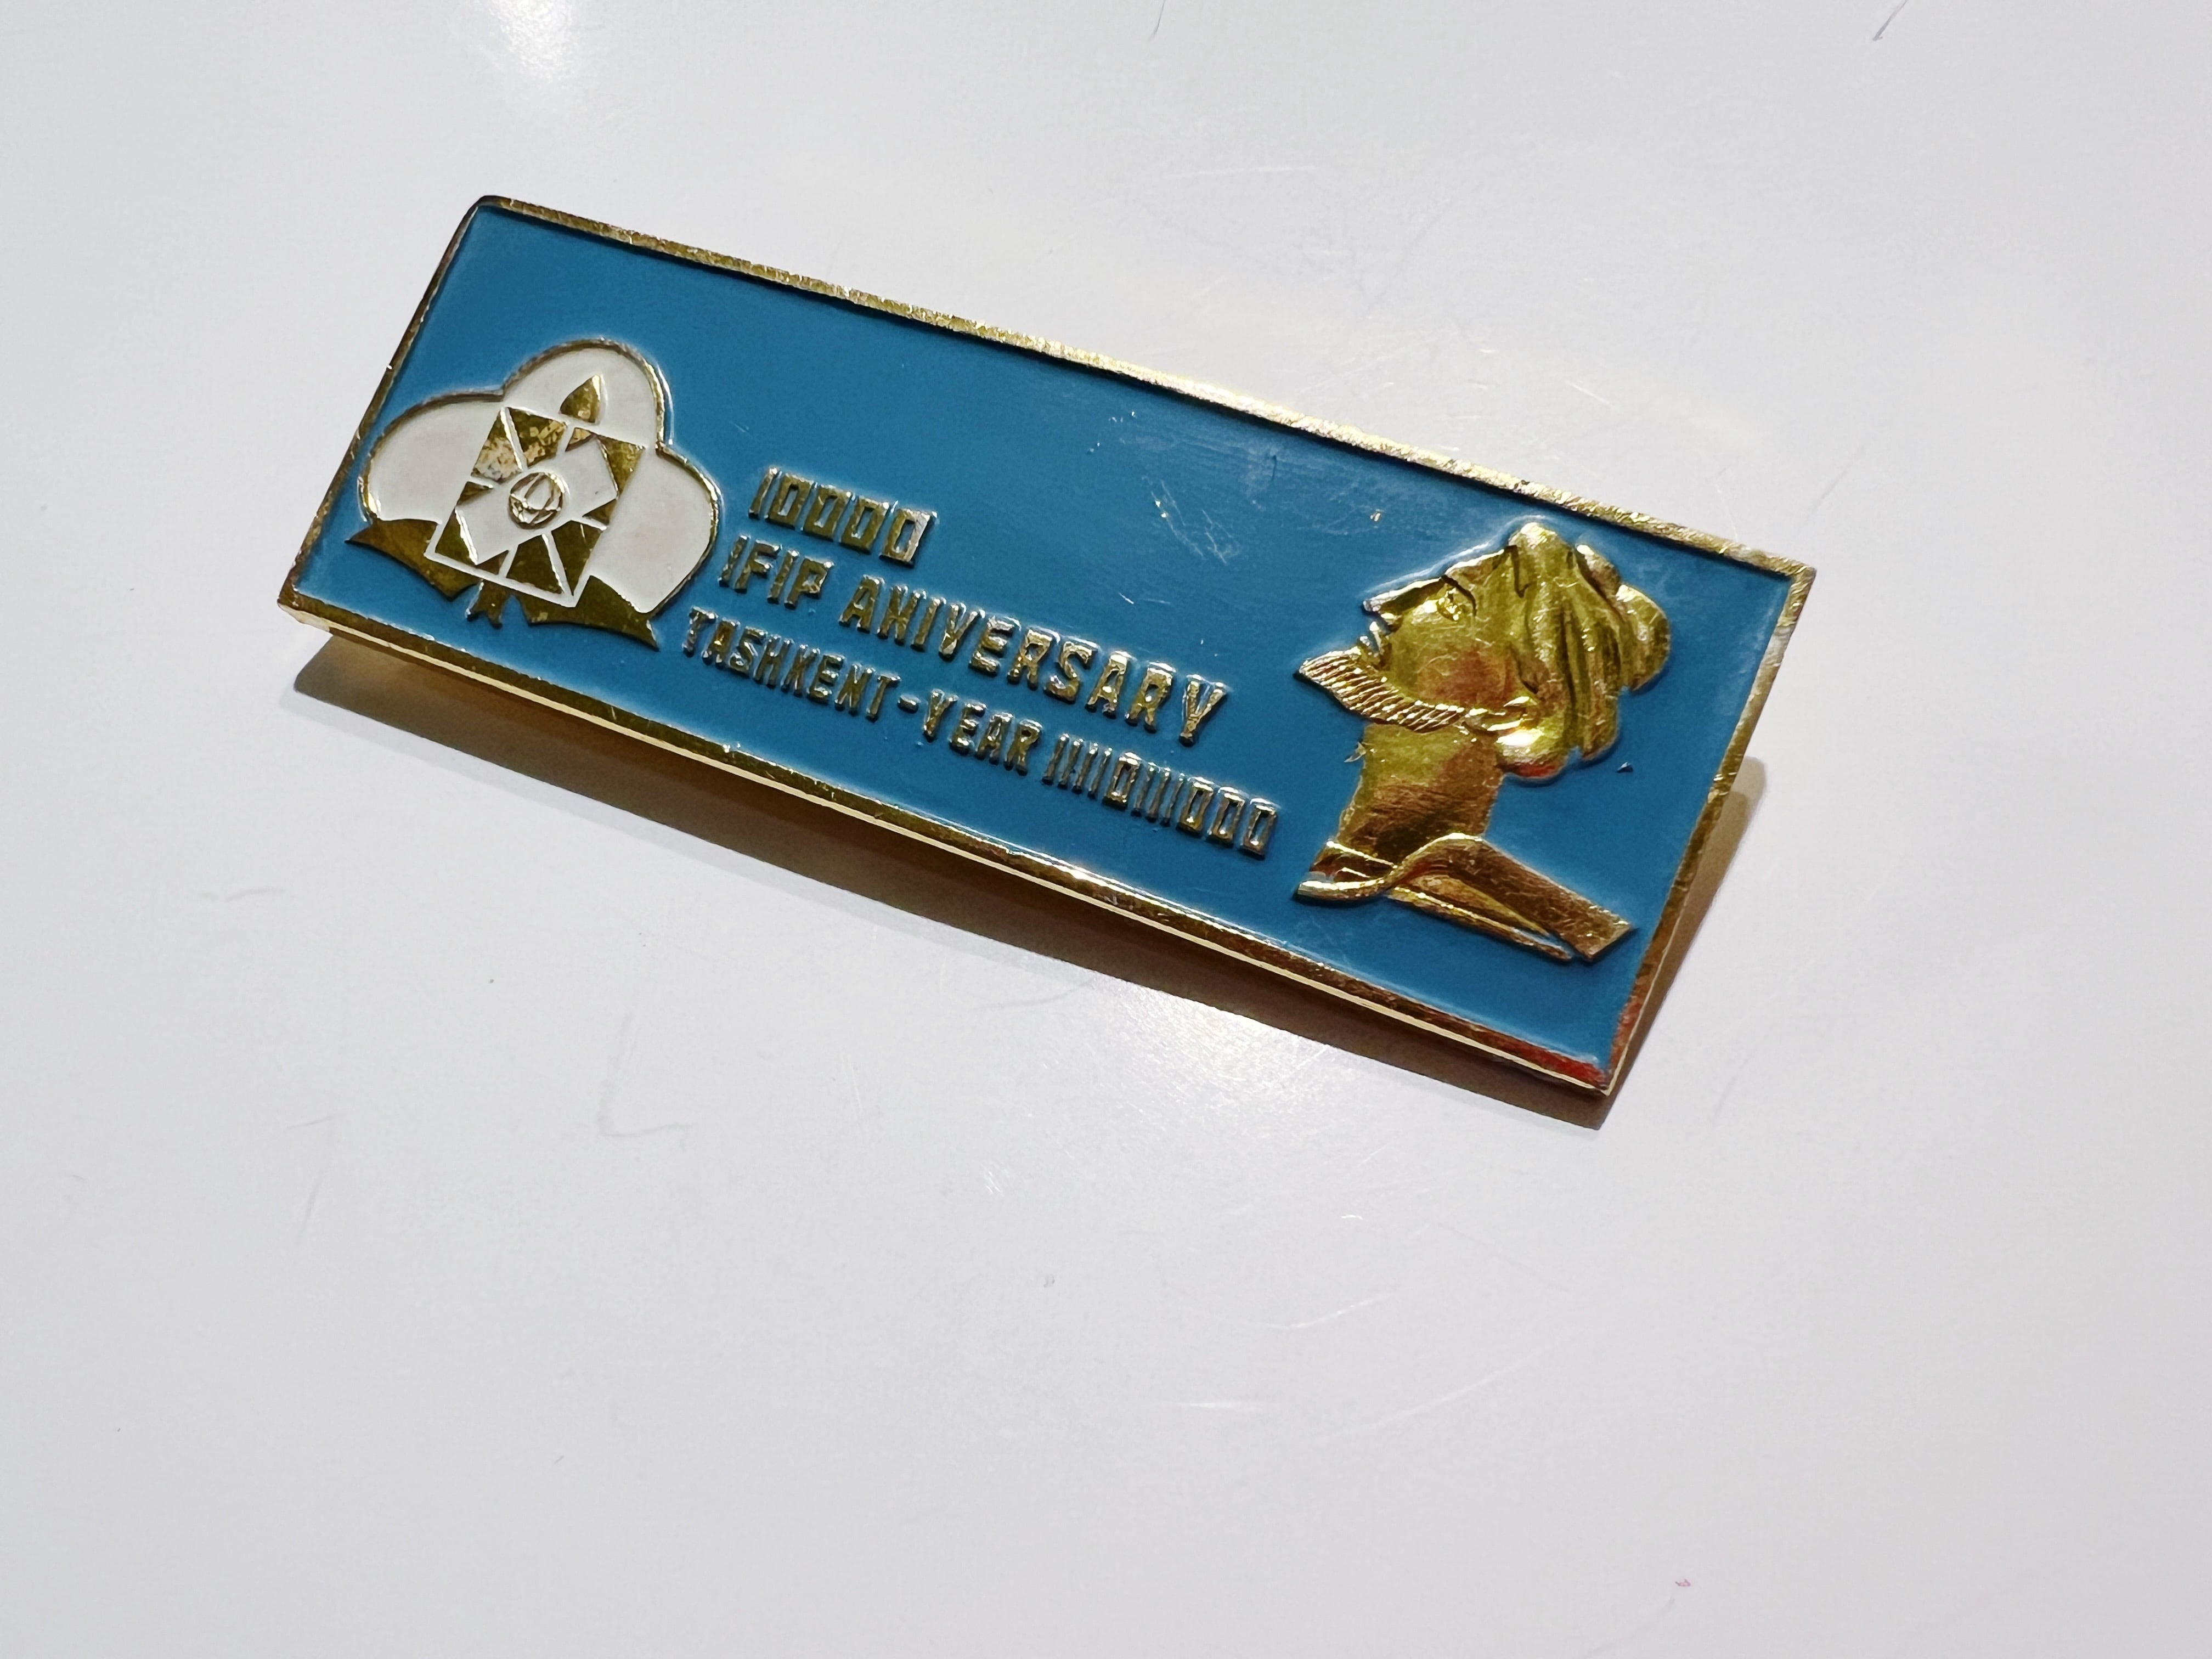 10000
IFIP ANIVERSARY
TASHKENT-YEAR 11110111000